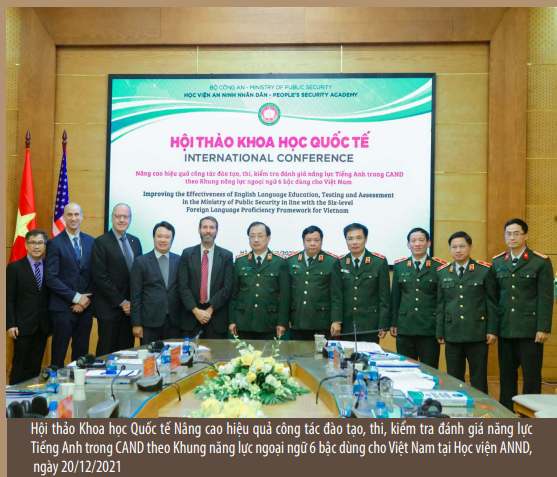 BỘ CÔNG AN - MINISTRY OF PUBLIC SECURITY
HỌC VIỆN AN NINH NHÂN DÂN - PEOPLE'S SECURITY ACADEMY
HỘI THẢO KHOA HỌC QUỐC TẾ
INTERNATIONAL CONFERENCE
Nâng cao hiệu quả công tác đào tạo, thi, kiểm tra đánh giá năng lực Tiếng Anh trong CAND
theo Khung năng lực ngoại ngữ 6 bậc dùng cho Việt Nam
Improving the Effectiveness of English Language Education, Testing and Assessment
in the Ministry of Public Security in line with the Six-level
Foreign Language Proficiency Framework for Vietnam
Hội thảo Khoa học Quốc tế Nâng cao hiệu quả công tác đào tạo, thi, kiểm tra đánh giá năng lực
Tiếng Anh trong CAND theo Khung năng lực ngoại ngữ 6 bậc dùng cho Việt Nam tại Học viện ANND,
ngày 20/12/2021